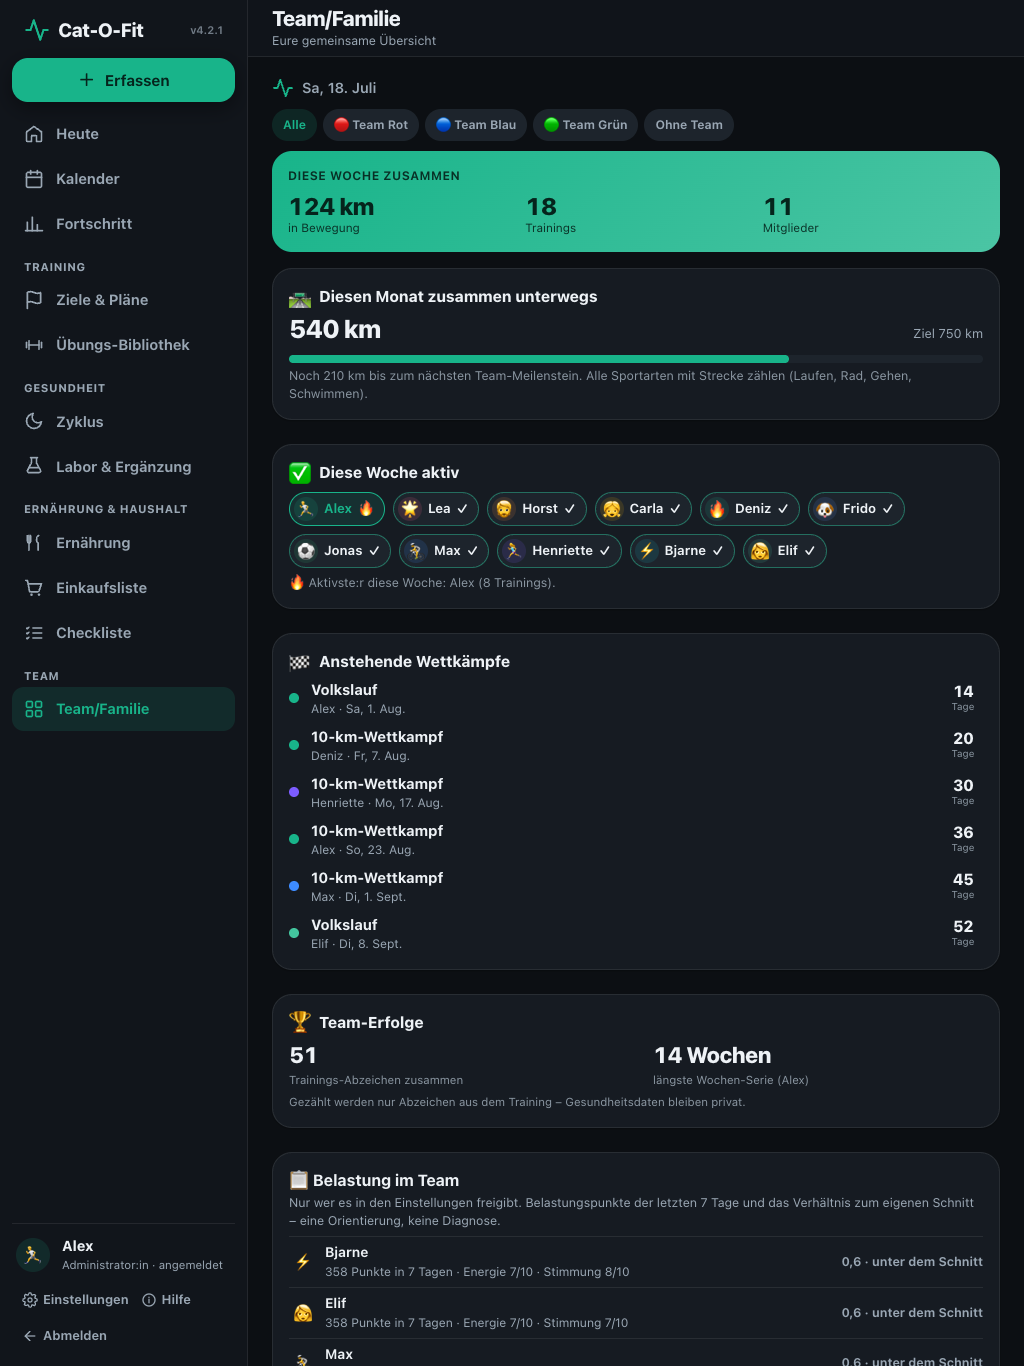 Cat-O-Fit
v4.2.1
Erfassen
Heute
Kalender
Fortschritt
TRAINING
Ziele & Pläne
Übungs-Bibliothek
GESUNDHEIT
Zyklus
Labor & Ergänzung
ERNÄHRUNG & HAUSHALT
Ernährung
Einkaufsliste
Checkliste
TEAM
Team/Familie
Alex
Administrator:in · angemeldet
Einstellungen
Hilfe
Abmelden
Team/Familie
Eure gemeinsame Übersicht
Sa, 18. Juli
Alle
Team Rot
Team Blau
Team Grün
Ohne Team
DIESE WOCHE ZUSAMMEN
124 km
in Bewegung
18
Trainings
11
Mitglieder
Diesen Monat zusammen unterwegs
540 km
Ziel 750 km
Noch 210 km bis zum nächsten Team-Meilenstein. Alle Sportarten mit Strecke zählen (Laufen, Rad, Gehen,
Schwimmen).
Diese Woche aktiv
Alex
Lea ✓
Horst ✓
Carla ✓
Deniz ✓
Frido ✓
Jonas ✓
Max ✓
Henriette ✓
Bjarne ✓
Elif ✓
Aktivste:r diese Woche: Alex (8 Trainings).
Anstehende Wettkämpfe
Volkslauf
Alex · Sa, 1. Aug.
14
Tage
10-km-Wettkampf
Deniz · Fr, 7. Aug.
20
Tage
10-km-Wettkampf
Henriette · Mo, 17. Aug.
30
Tage
10-km-Wettkampf
Alex · So, 23. Aug.
36
Tage
10-km-Wettkampf
Max · Di, 1. Sept.
45
Tage
Volkslauf
Elif · Di, 8. Sept.
52
Tage
Team-Erfolge
51
Trainings-Abzeichen zusammen
14 Wochen
längste Wochen-Serie (Alex)
Gezählt werden nur Abzeichen aus dem Training – Gesundheitsdaten bleiben privat.
Belastung im Team
Nur wer es in den Einstellungen freigibt. Belastungspunkte der letzten 7 Tage und das Verhältnis zum eigenen Schnitt
– eine Orientierung, keine Diagnose.
Bjarne
358 Punkte in 7 Tagen · Energie 7/10 · Stimmung 8/10
0,6 · unter dem Schnitt
Elif
358 Punkte in 7 Tagen · Energie 7/10 · Stimmung 7/10
0,6 · unter dem Schnitt
Max
0,6 · unter dem Schnitt